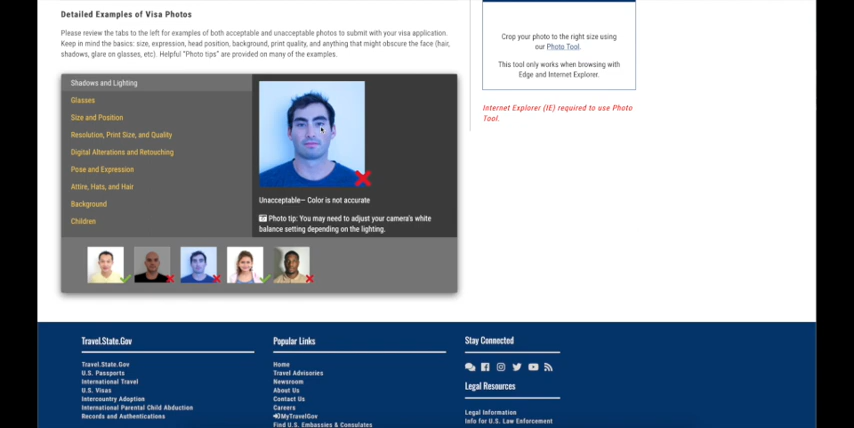 Detailed Examples of Visa Photos
Please review the tabs to the left for examples of both acceptable and unacceptable photos to submit with your visa application.
Keep in mind the basics: size, expression, head position, background, print quality, and anything that might obscure the face (hair,
shadows, glare on glasses, etc). Helpful "Photo tips" are provided on many of the examples.
Shadows and Lighting
Glasses
Size and Position
Resolution, Print Size, and Quality
Digital Alterations and Retouching
Pose and Expression
Attire, Hats, and Hair
Background
Children
Unacceptable– Color is not accurate
Photo tip: You may need to adjust your camera's white
balance setting depending on the lighting.
Crop your photo to the right size using
our Photo Tool.
This tool only works when browsing with
Edge and Internet Explorer.
Internet Explorer (IE) required to use Photo
Tool.
Travel.State.Gov
Travel.State.Gov
U.S. Passports
International Travel
U.S. Visas
Intercountry Adoption
International Parental Child Abduction
Records and Authentications
Popular Links
Home
Travel Advisories
Newsroom
About Us
Contact Us
Careers
MyTravelGov
Find U.S. Embassies & Consulates
Stay Connected
Legal Resources
Legal Information
Info for U.S. Law Enforcement